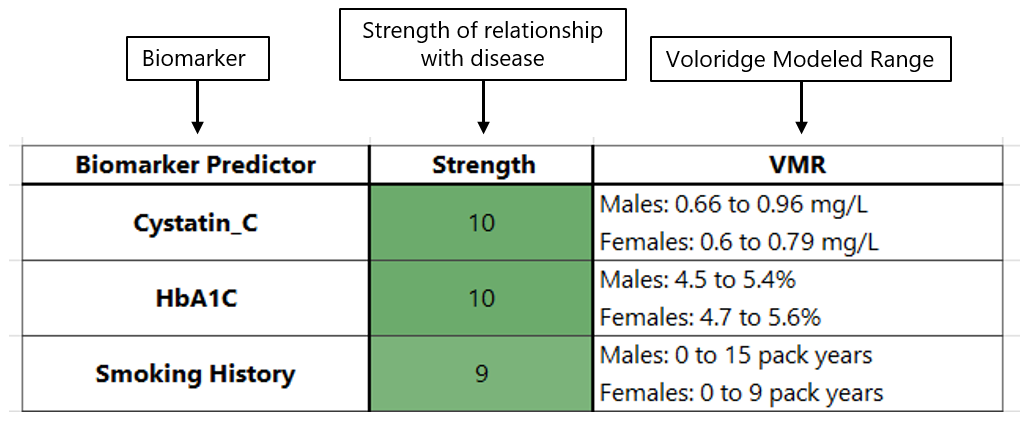 Biomarker
Strength of relationship
with disease
Voloridge Modeled Range
Biomarker Predictor
Strength
VMR
Cystatin_C
10
Males: 0.66 to 0.96 mg/L
Females: 0.6 to 0.79 mg/L
HbA1C
10
Males: 4.5 to 5.4%
Females: 4.7 to 5.6%
Smoking History
9
Males: 0 to 15 pack years
Females: 0 to 9 pack years